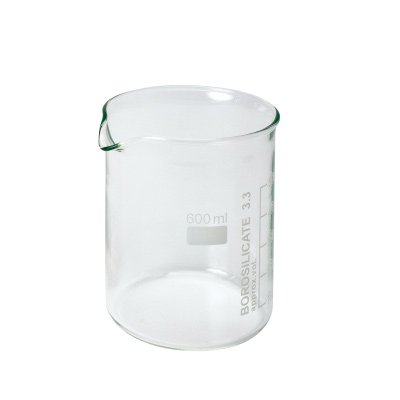 600 ml
BOROSILICATE 3.3
approx.vol.